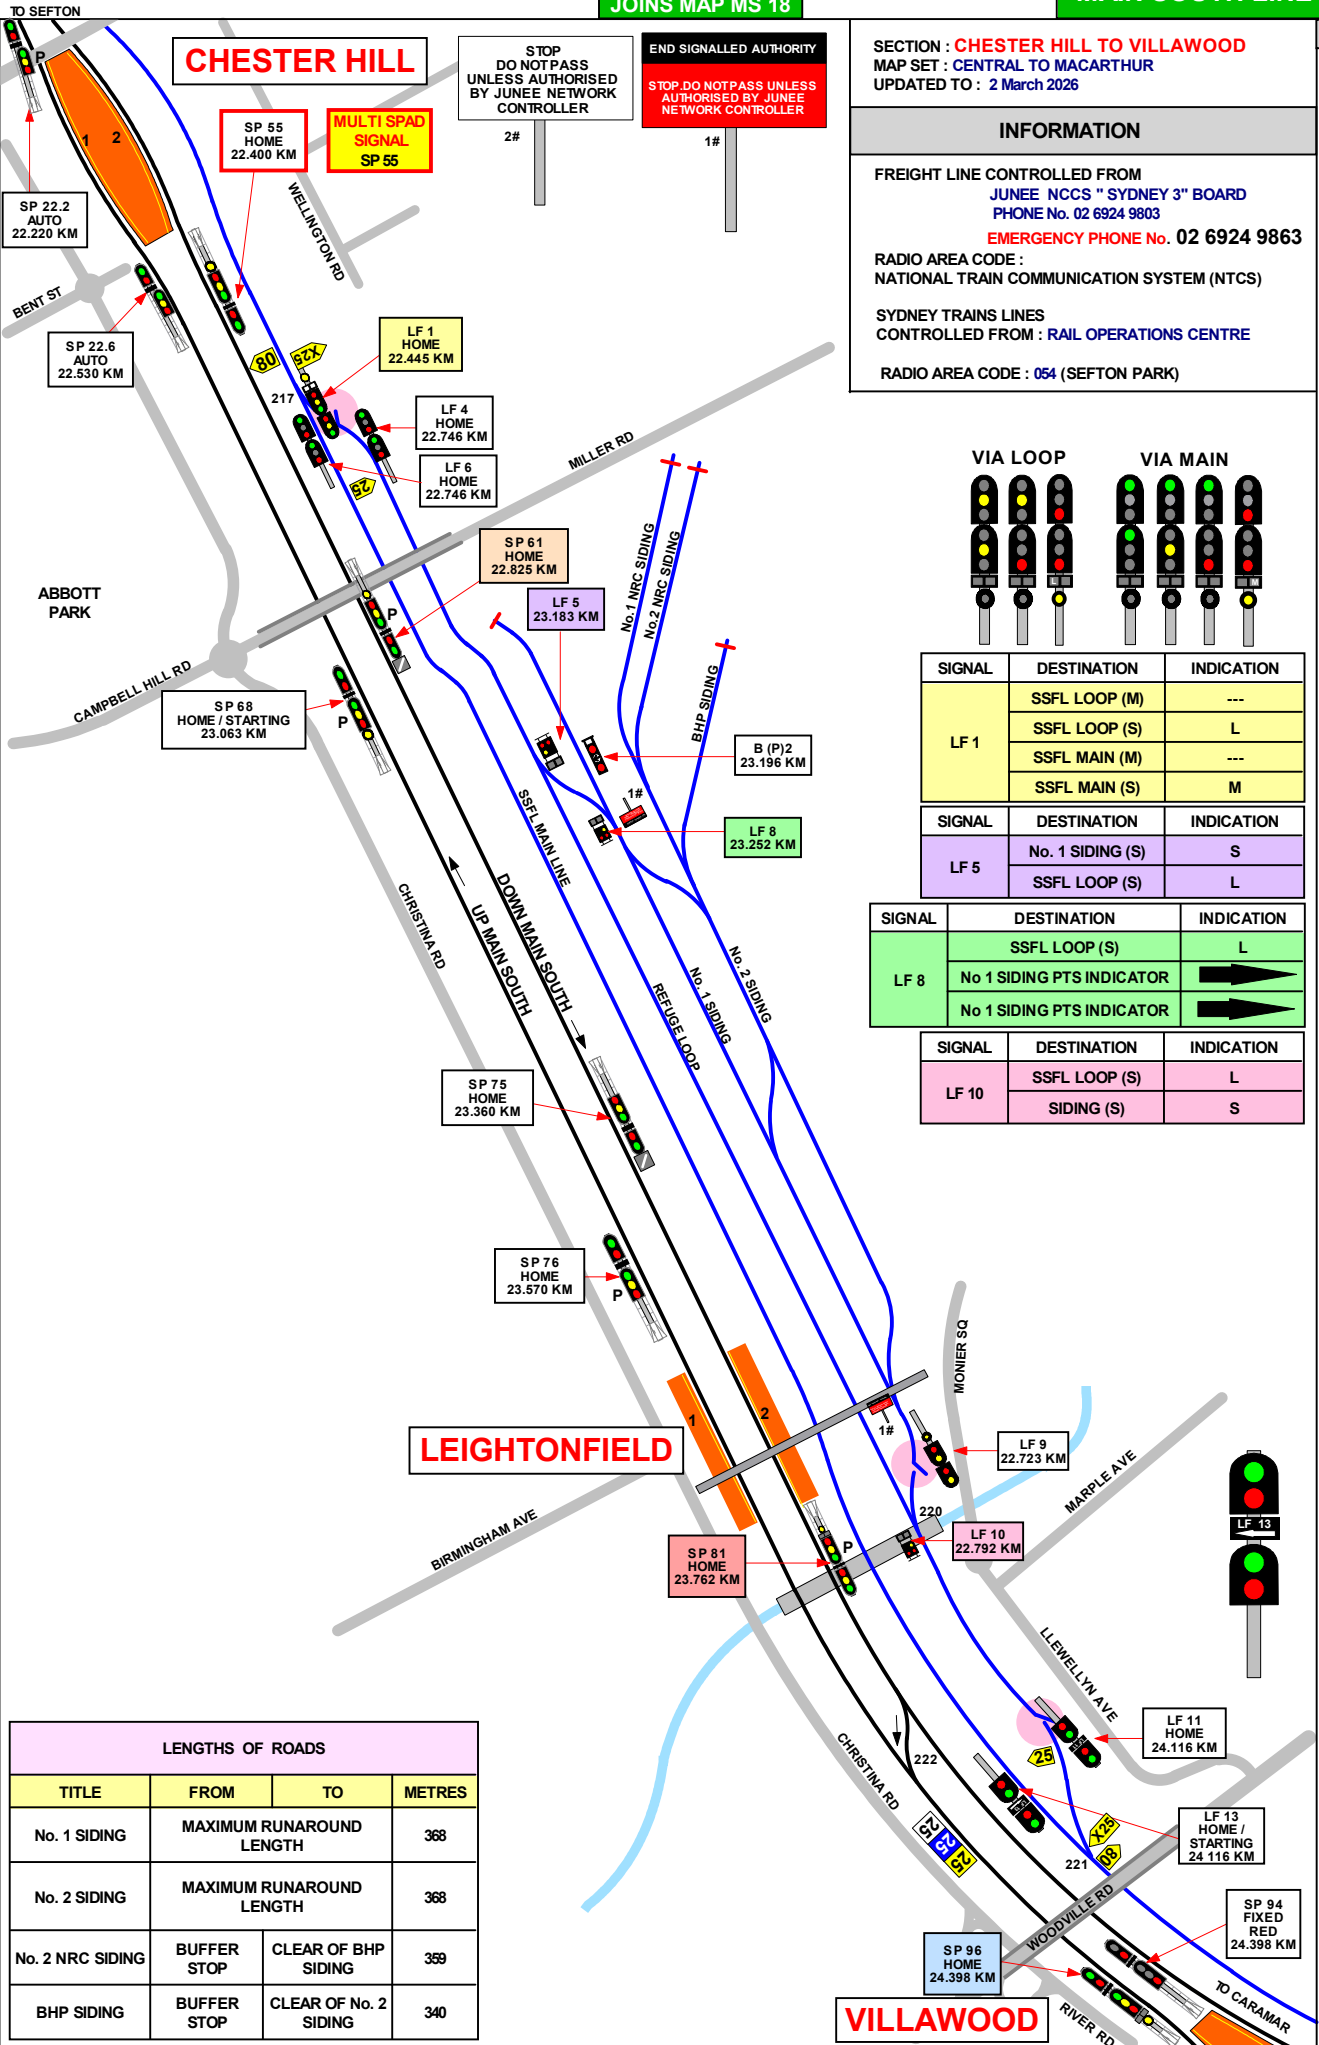 TO SEFTON
JOINS MAP MS 18
CHESTER HILL
STOP
DO NOT PASS
UNLESS AUTHORISED
BY JUNEE NETWORK
CONTROLLER
2#
END SIGNALLED AUTHORITY
STOP.DO NOT PASS UNLESS
AUTHORISED BY JUNEE
NETWORK CONTROLLER
1#
SECTION : CHESTER HILL TO VILLAWOOD
MAP SET : CENTRAL TO MACARTHUR
UPDATED TO : 2 March 2026
INFORMATION
FREIGHT LINE CONTROLLED FROM
JUNEE NCCS " SYDNEY 3" BOARD
PHONE No. 02 6924 9803
EMERGENCY PHONE No. 02 6924 9863
RADIO AREA CODE :
NATIONAL TRAIN COMMUNICATION SYSTEM (NTCS)
SYDNEY TRAINS LINES
CONTROLLED FROM : RAIL OPERATIONS CENTRE
RADIO AREA CODE : 054 (SEFTON PARK)
P
1 2
SP 55
HOME
22.400 KM
MULTI SPAD
SIGNAL
SP 55
SP 22.2
AUTO
22.220 KM
WELLINGTON RD
BENT ST
SP 22.6
AUTO
22.530 KM
08
X25
LF 1
HOME
22.445 KM
217
LF 4
HOME
22.746 KM
LF 6
HOME
22.746 KM
25
MILLER RD
VIA LOOP
VIA MAIN
L
M
ABBOTT
PARK
SP 61
HOME
22.825 KM
P
LF 5
23.183 KM
No.1 NRC SIDING
No.2 NRC SIDING
BHP SIDING
CAMPBELL HILL RD
SP 68
HOME / STARTING
23.063 KM
P
B (P)2
23.196 KM
1#
LF 8
23.252 KM
SSFL MAIN LINE
CHRISTINA RD
UP MAIN SOUTH
DOWN MAIN SOUTH
REFUGE LOOP
No. 1 SIDING
No. 2 SIDING
SIGNAL DESTINATION INDICATION
LF 1
SSFL LOOP (M) ---
SSFL LOOP (S) L
SSFL MAIN (M) ---
SSFL MAIN (S) M
SIGNAL DESTINATION INDICATION
LF 5
No. 1 SIDING (S) S
SSFL LOOP (S) L
SIGNAL DESTINATION INDICATION
LF 8
SSFL LOOP (S) L
No 1 SIDING PTS INDICATOR
No 1 SIDING PTS INDICATOR
SIGNAL DESTINATION INDICATION
LF 10
SSFL LOOP (S) L
SIDING (S) S
SP 75
HOME
23.360 KM
SP 76
HOME
23.570 KM
P
MONIER SQ
1
2
LEIGHTONFIELD
1#
LF 9
22.723 KM
MARPLE AVE
BIRMINGHAM AVE
220
LF 10
22.792 KM
SP 81
HOME
23.762 KM
P
LF 13
LLEWELLYN AVE
LF 11
HOME
24.116 KM
25
CHRISTINA RD
222
25
25
25
X25
08
221
LF 13
HOME /
STARTING
24 116 KM
WOODVILLE RD
SP 94
FIXED
RED
24.398 KM
SP 96
HOME
24.398 KM
TO CARAMAR
VILLAWOOD
RIVER RD
LENGTHS OF ROADS
TITLE FROM TO METRES
No. 1 SIDING MAXIMUM RUNAROUND LENGTH 368
No. 2 SIDING MAXIMUM RUNAROUND LENGTH 368
No. 2 NRC SIDING BUFFER STOP CLEAR OF BHP SIDING 359
BHP SIDING BUFFER STOP CLEAR OF No. 2 SIDING 340